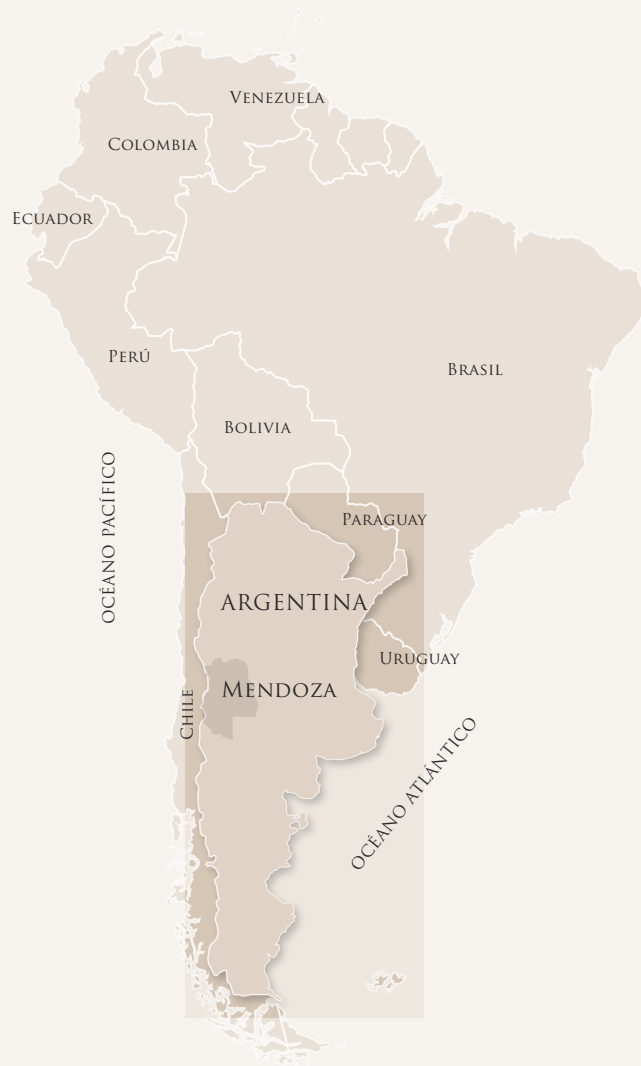 Venezuela
Colombia
Ecuador
Perú
Brasil
Bolivia
OCÉANO PACÍFICO
Paraguay
ARGENTINA
Uruguay
Mendoza
Chile
OCÉANO ATLÁNTICO